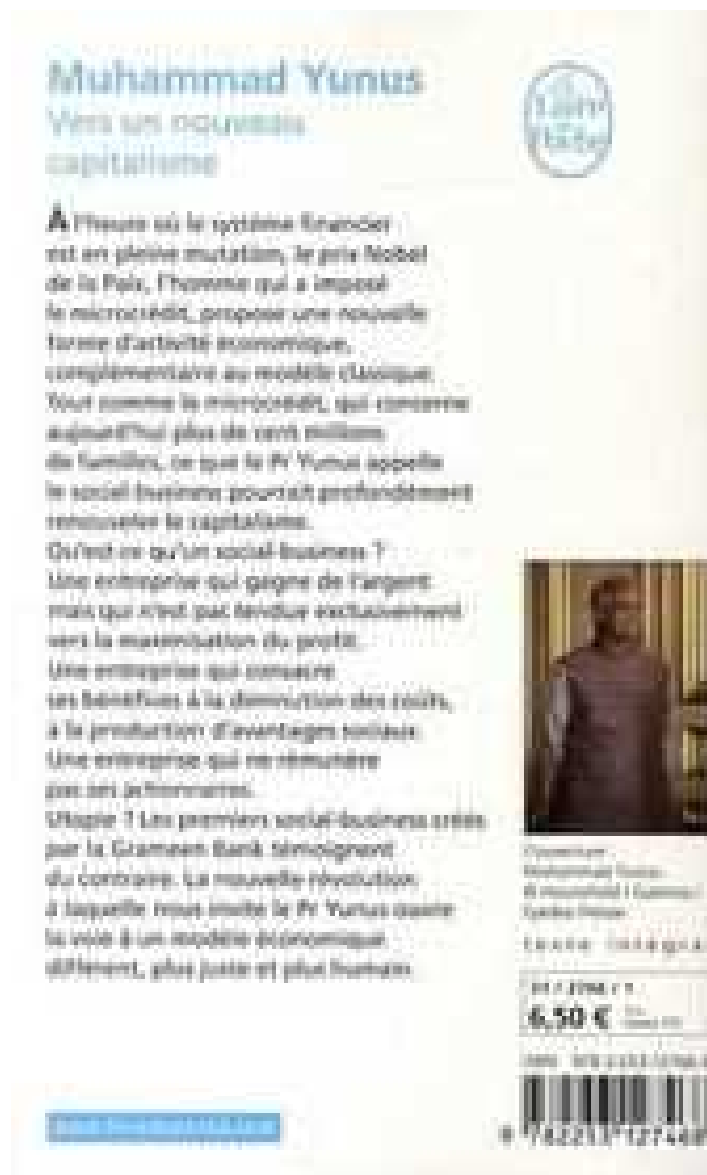 Muhammad Yunus
Vers un nouveau
capitalisme
À l'heure où le système financier
est en pleine mutation, le prix Nobel
de la Paix, l'homme qui a imposé
le microcrédit, propose une nouvelle
forme d'activité économique,
complémentaire au modèle classique.
Tout comme le microcrédit, qui concerne
aujourd'hui plus de cent millions
de familles, ce que le Pr Yunus appelle
le social-business pourrait profondément
renouveler le capitalisme.
Qu'est-ce qu'un social-business ?
Une entreprise qui gagne de l'argent
mais qui n'est pas tendue exclusivement
vers la maximisation du profit.
Une entreprise qui consacre
ses bénéfices à la diminution des coûts,
à la production d'avantages sociaux.
Une entreprise qui ne rémunère
pas ses actionnaires.
Utopie ? Les premiers social-business créés
par la Grameen Bank témoignent
du contraire. La nouvelle révolution
à laquelle nous invite le Pr Yunus ouvre
la voie à un modèle économique
différent, plus juste et plus humain.
Couverture :
Muhammad Yunus
texte
6,50 €